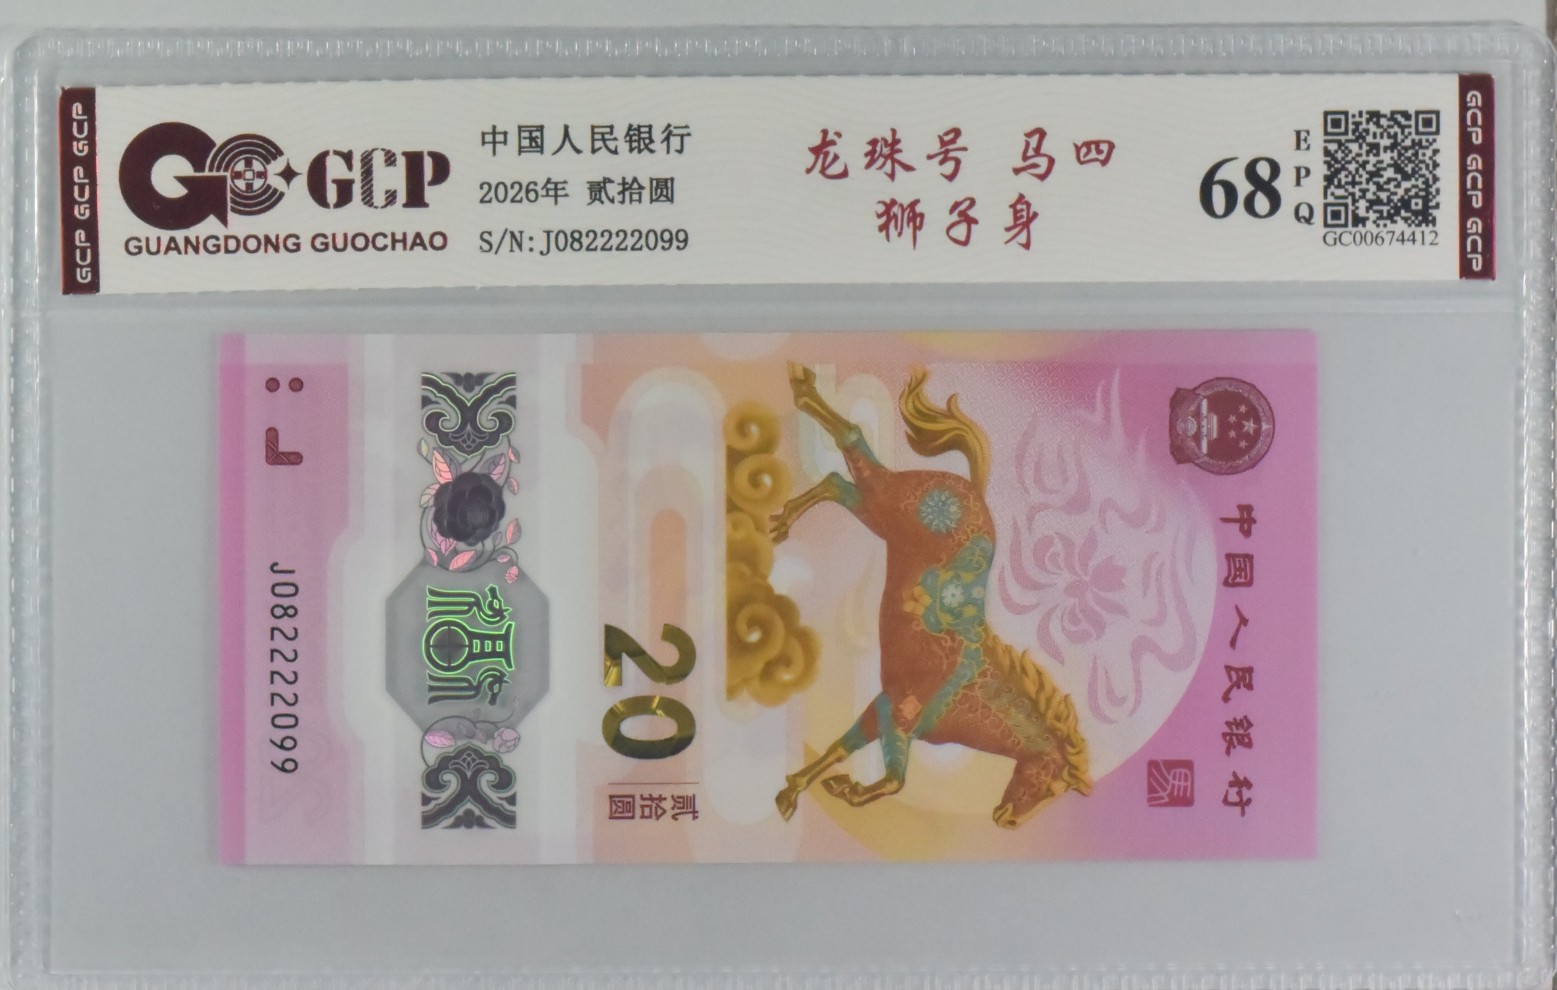 GCP GCP GCP
GCP
GUANGDONG GUOCHAO
中国人民银行
2026年 贰拾圆
S/N:J082222099
龙珠号 马四
狮子身
68
EPQ
GC00674412
GCP GCP GCP
中国人民银行
馬
20
贰拾圆
J082222099